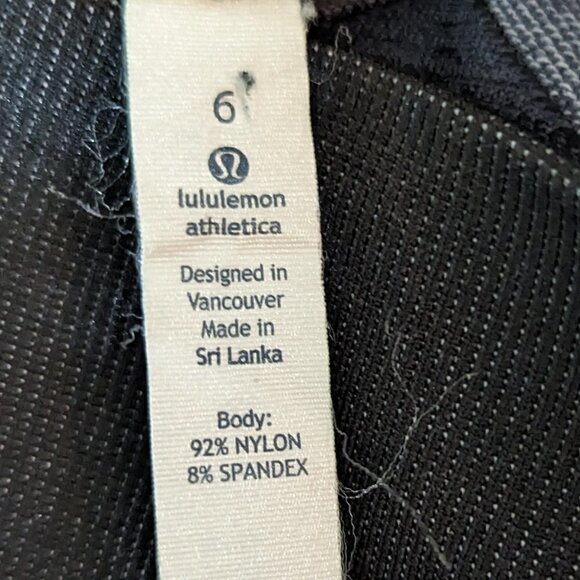 6
lululemon
athletica
Designed in
Vancouver
Made in
Sri Lanka
Body:
92% NYLON
8% SPANDEX